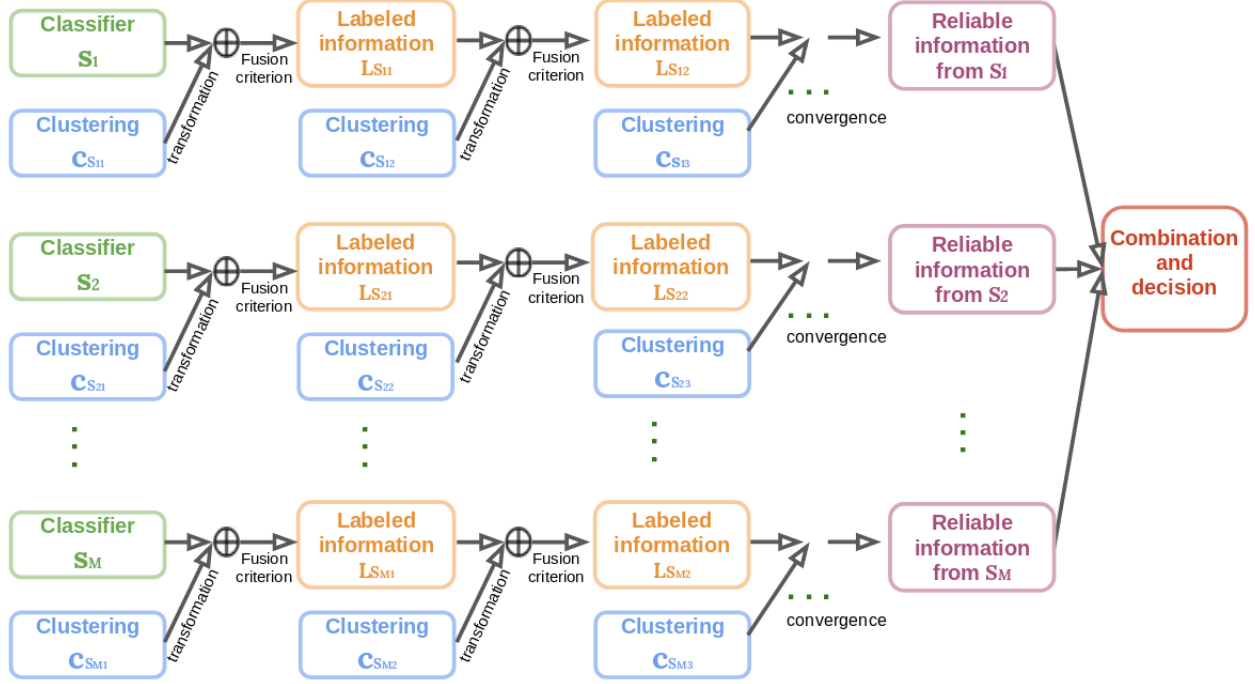 Classifier
S1
transformation
Fusion
criterion
Labeled
information
LS11
transformation
Fusion
criterion
Labeled
information
LS12
. . .
convergence
Reliable
information
from S1
Clustering
CS11
Clustering
CS12
Clustering
Cs13
Classifier
S2
transformation
Fusion
criterion
Labeled
information
LS21
transformation
Fusion
criterion
Labeled
information
LS22
. . .
convergence
Reliable
information
from S2
Combination
and
decision
Clustering
CS21
Clustering
CS22
Clustering
CS23
Classifier
SM
transformation
Fusion
criterion
Labeled
information
LSM1
transformation
Fusion
criterion
Labeled
information
LSM2
. . .
convergence
Reliable
information
from SM
Clustering
CSM1
Clustering
CSM2
Clustering
CSM3